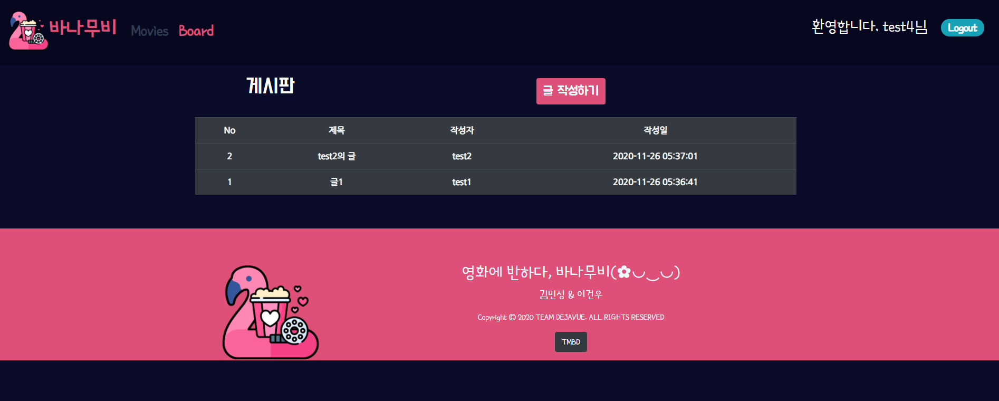 바나무비 Movies Board 환영합니다. test4님 Logout
게시판 글 작성하기
No 제목 작성자 작성일
2 test2의 글 test2 2020-11-26 05:37:01
1 글1 test1 2020-11-26 05:36:41
영화에 반하다, 바나무비(✿◡‿◡)
김민정 & 이건우
Copyright © 2020 TEAM DEJAVUE. ALL RIGHTS RESERVED
TMBD